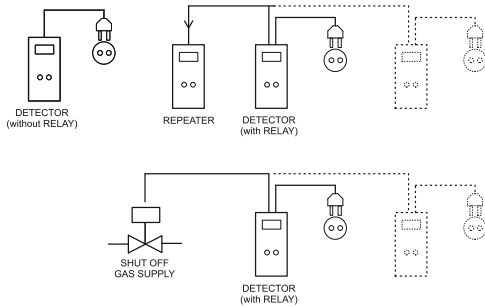 DETECTOR
(without RELAY)
REPEATER
DETECTOR
(with RELAY)
SHUT OFF
GAS SUPPLY
DETECTOR
(with RELAY)